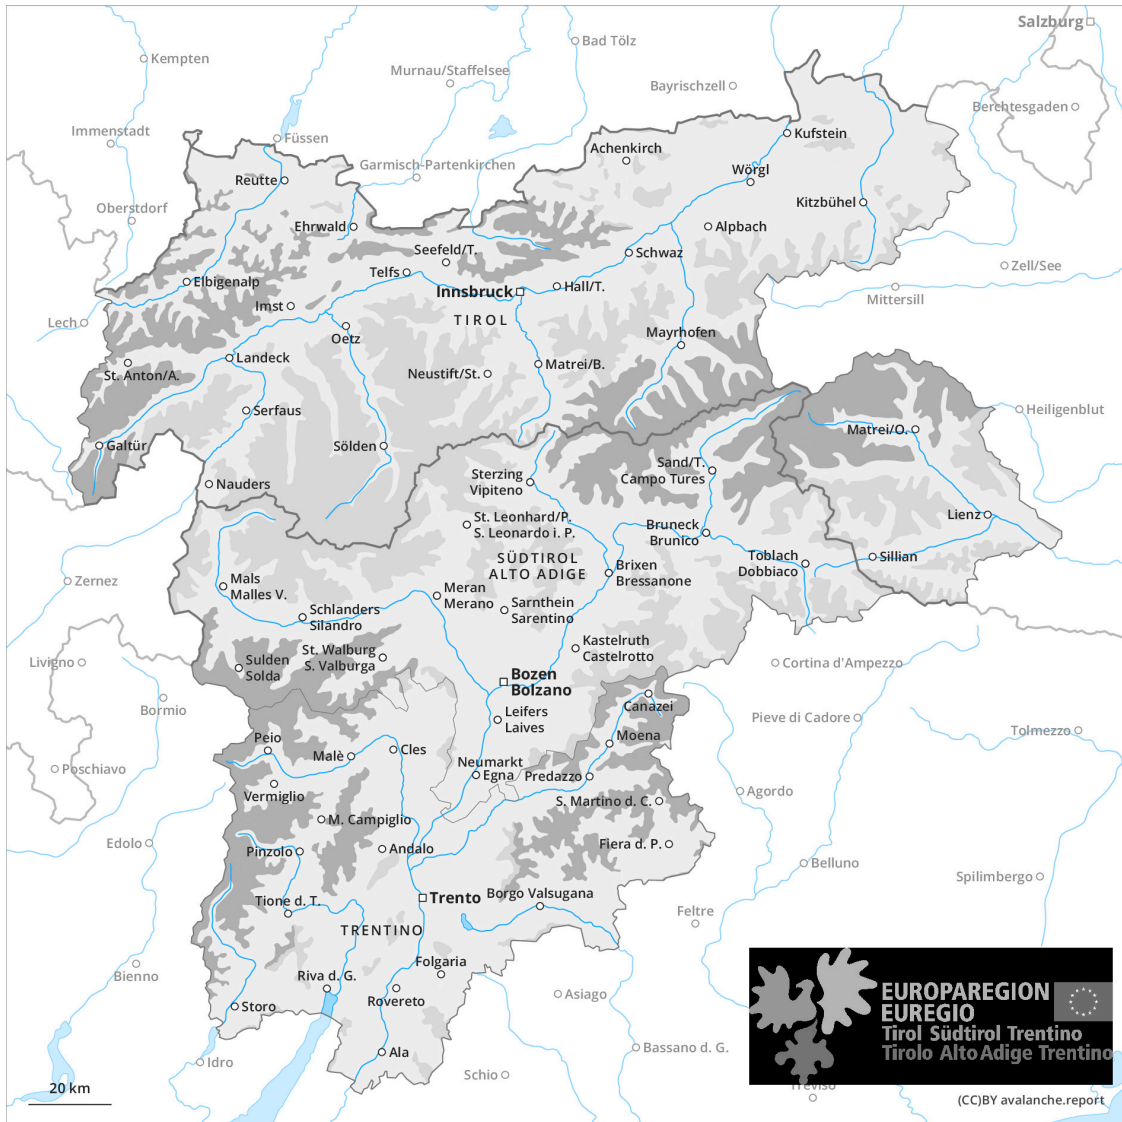 Salzburg
Bad Tölz
Kempten
Murnau/Staffelsee
Bayrischzell
Berchtesgaden
Immenstadt
Füssen
Kufstein
Achenkirch
Garmisch-Partenkirchen
Wörgl
Reutte
Kitzbühel
Oberstdorf
Ehrwald
Alpbach
Seefeld/T.
Schwaz
Telfs
Zell/See
Elbigenalp
Hall/T.
Innsbruck
Mittersill
Imst
Lech
TIROL
Oetz
Mayrhofen
Landeck
Matrei/B.
St. Anton/A.
Neustift/St.
Serfaus
Heiligenblut
Matrei/O.
Galtür
Sölden
Sand/T.
Campo Tures
Sterzing
Vipiteno
Nauders
St. Leonhard/P.
S. Leonardo i. P.
Lienz
Bruneck
Brunico
SÜDTIROL
ALTO ADIGE
Toblach
Dobbiaco
Sillian
Brixen
Bressanone
Zernez
Mals
Malles V.
Meran
Merano
Sarnthein
Sarentino
Schlanders
Silandro
Kastelruth
Castelrotto
St. Walburg
S. Valburga
Livigno
Sulden
Solda
Cortina d'Ampezzo
Bozen
Bolzano
Bormio
Canazei
Leifers
Laives
Pieve di Cadore
Tolmezzo
Peio
Moena
Malè
Cles
Neumarkt
Egna
Predazzo
Poschiavo
Vermiglio
Agordo
S. Martino d. C.
M. Campiglio
Edolo
Pinzolo
Andalo
Fiera d. P.
Belluno
Spilimbergo
Tione d. T.
Trento
Borgo Valsugana
Feltre
TRENTINO
Folgaria
Bienno
Riva d. G.
Rovereto
Asiago
Storo
EUROPAREGION
EUREGIO
Tirol Südtirol Trentino
Tirolo Alto Adige Trentino
Ala
Idro
Bassano d. G.
Schio
Treviso
20 km
(CC)BY avalanche.report